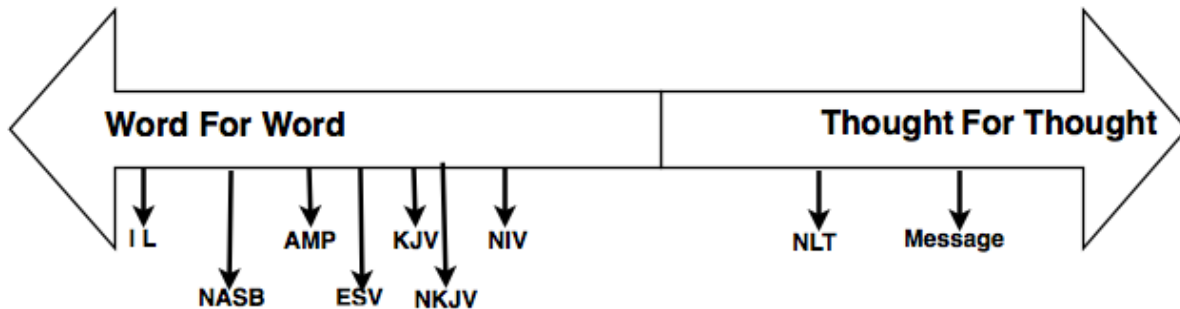 Word For Word
Thought For Thought
I L
AMP
KJV
NIV
NLT
Message
NASB
ESV
NKJV